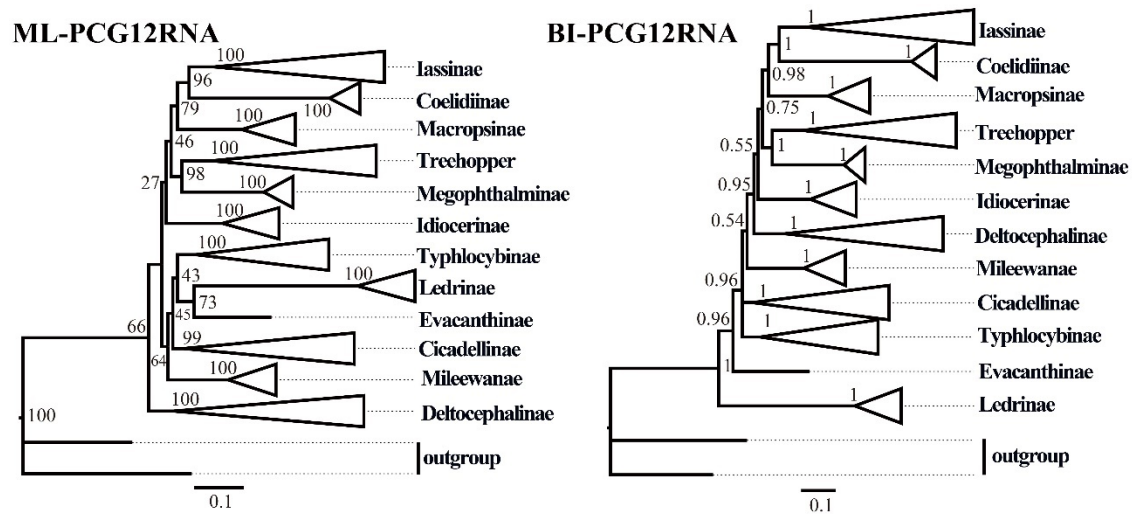 ML-PCG12RNA
100
Iassinae
96
100
Coelidiinae
79
100
Macropsinae
46
100
Treehopper
27
98
100
Megophthalminae
100
Idiocerinae
100
Typhlocybinae
43
100
Ledrinae
73
45
Evacanthinae
66
99
Cicadellinae
64
100
Mileewanae
100
Deltocephalinae
100
outgroup
0.1
BI-PCG12RNA
1
Iassinae
1
1
Coelidiinae
0.98
1
Macropsinae
0.75
1
Treehopper
0.55
1
1
Megophthalminae
0.95
1
Idiocerinae
0.54
1
Deltocephalinae
1
Mileewanae
0.96
1
Cicadellinae
0.96
1
Typhlocybinae
1
Evacanthinae
1
Ledrinae
outgroup
0.1